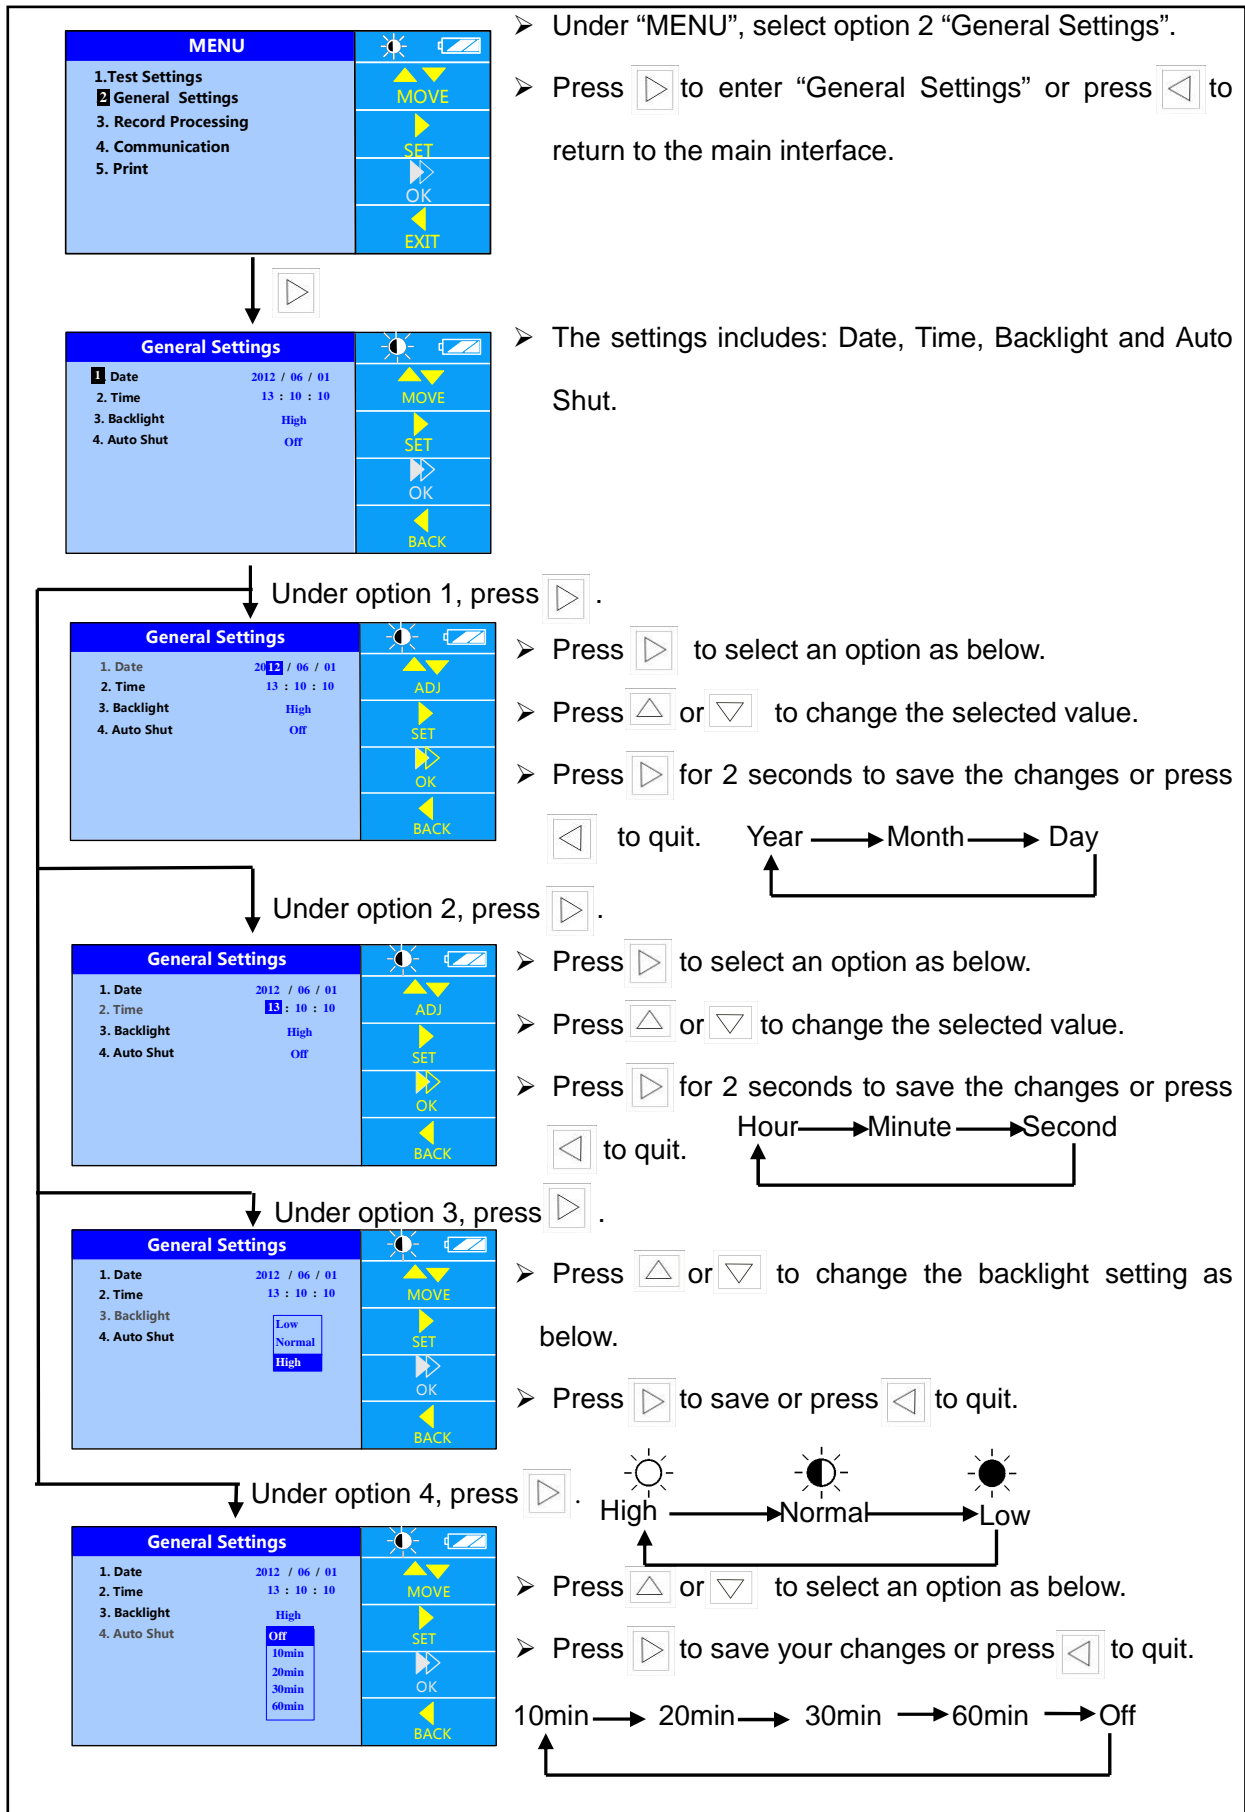 MENU
1.Test Settings
2 General Settings
3. Record Processing
4. Communication
5. Print
MOVE
SET
OK
EXIT
➢ Under “MENU”, select option 2 “General Settings”.
➢ Press ▷ to enter “General Settings” or press ◁ to
return to the main interface.
▷
General Settings
1. Date 2012 / 06 / 01
2. Time 13 : 10 : 10
3. Backlight High
4. Auto Shut Off
MOVE
SET
OK
BACK
➢ The settings includes: Date, Time, Backlight and Auto
Shut.
Under option 1, press ▷ .
General Settings
1. Date 2012 / 06 / 01
2. Time 13 : 10 : 10
3. Backlight High
4. Auto Shut Off
ADJ
SET
OK
BACK
➢ Press ▷ to select an option as below.
➢ Press △ or ▽ to change the selected value.
➢ Press ▷ for 2 seconds to save the changes or press
◁ to quit. Year Month Day
Under option 2, press ▷ .
General Settings
1. Date 2012 / 06 / 01
2. Time 13 : 10 : 10
3. Backlight High
4. Auto Shut Off
ADJ
SET
OK
BACK
➢ Press ▷ to select an option as below.
➢ Press △ or ▽ to change the selected value.
➢ Press ▷ for 2 seconds to save the changes or press
◁ to quit. Hour Minute Second
Under option 3, press ▷ .
General Settings
1. Date 2012 / 06 / 01
2. Time 13 : 10 : 10
3. Backlight Low
4. Auto Shut Normal
High
MOVE
SET
OK
BACK
➢ Press △ or ▽ to change the backlight setting as
below.
➢ Press ▷ to save or press ◁ to quit.
High Normal Low
Under option 4, press ▷ .
General Settings
1. Date 2012 / 06 / 01
2. Time 13 : 10 : 10
3. Backlight High
4. Auto Shut Off
10min
20min
30min
60min
MOVE
SET
OK
BACK
➢ Press △ or ▽ to select an option as below.
➢ Press ▷ to save your changes or press ◁ to quit.
10min 20min 30min 60min Off